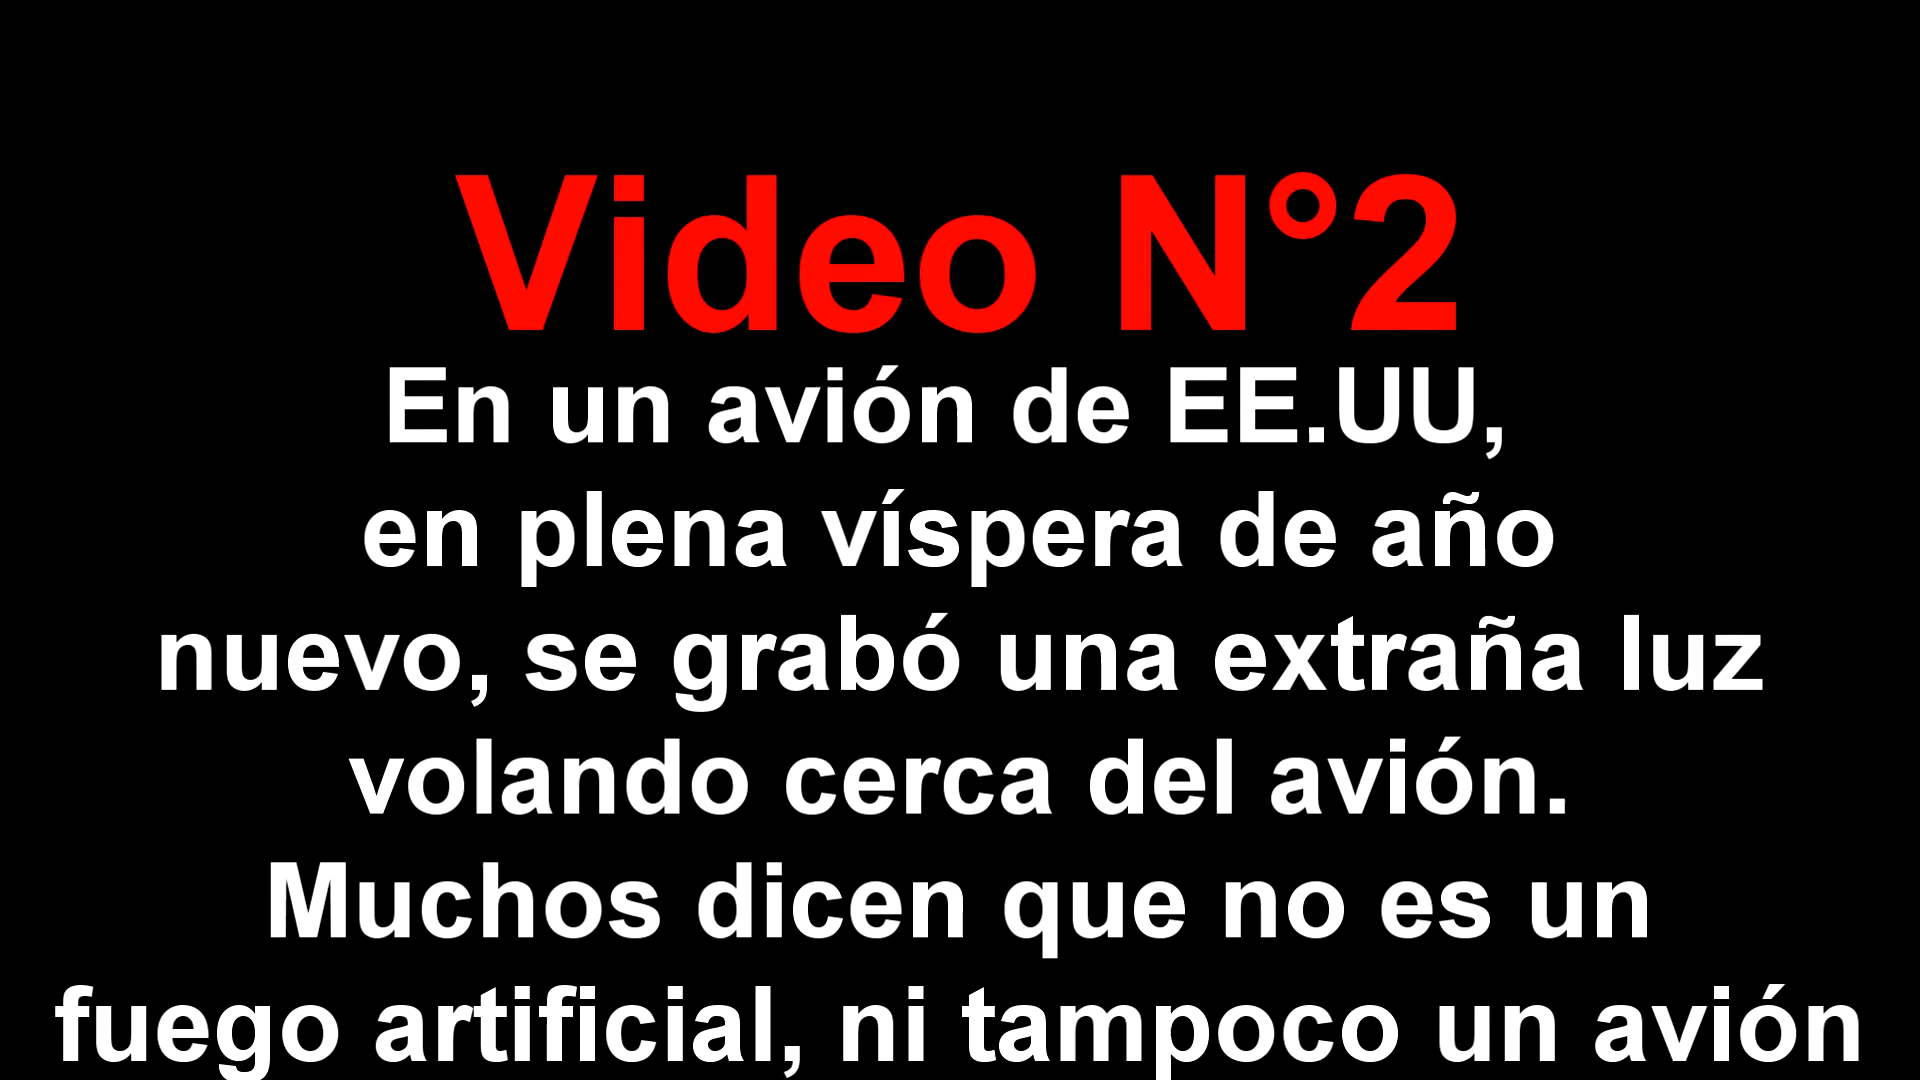 Video N°2
En un avión de EE.UU,
en plena víspera de año
nuevo, se grabó una extraña luz
volando cerca del avión.
Muchos dicen que no es un
fuego artificial, ni tampoco un avión